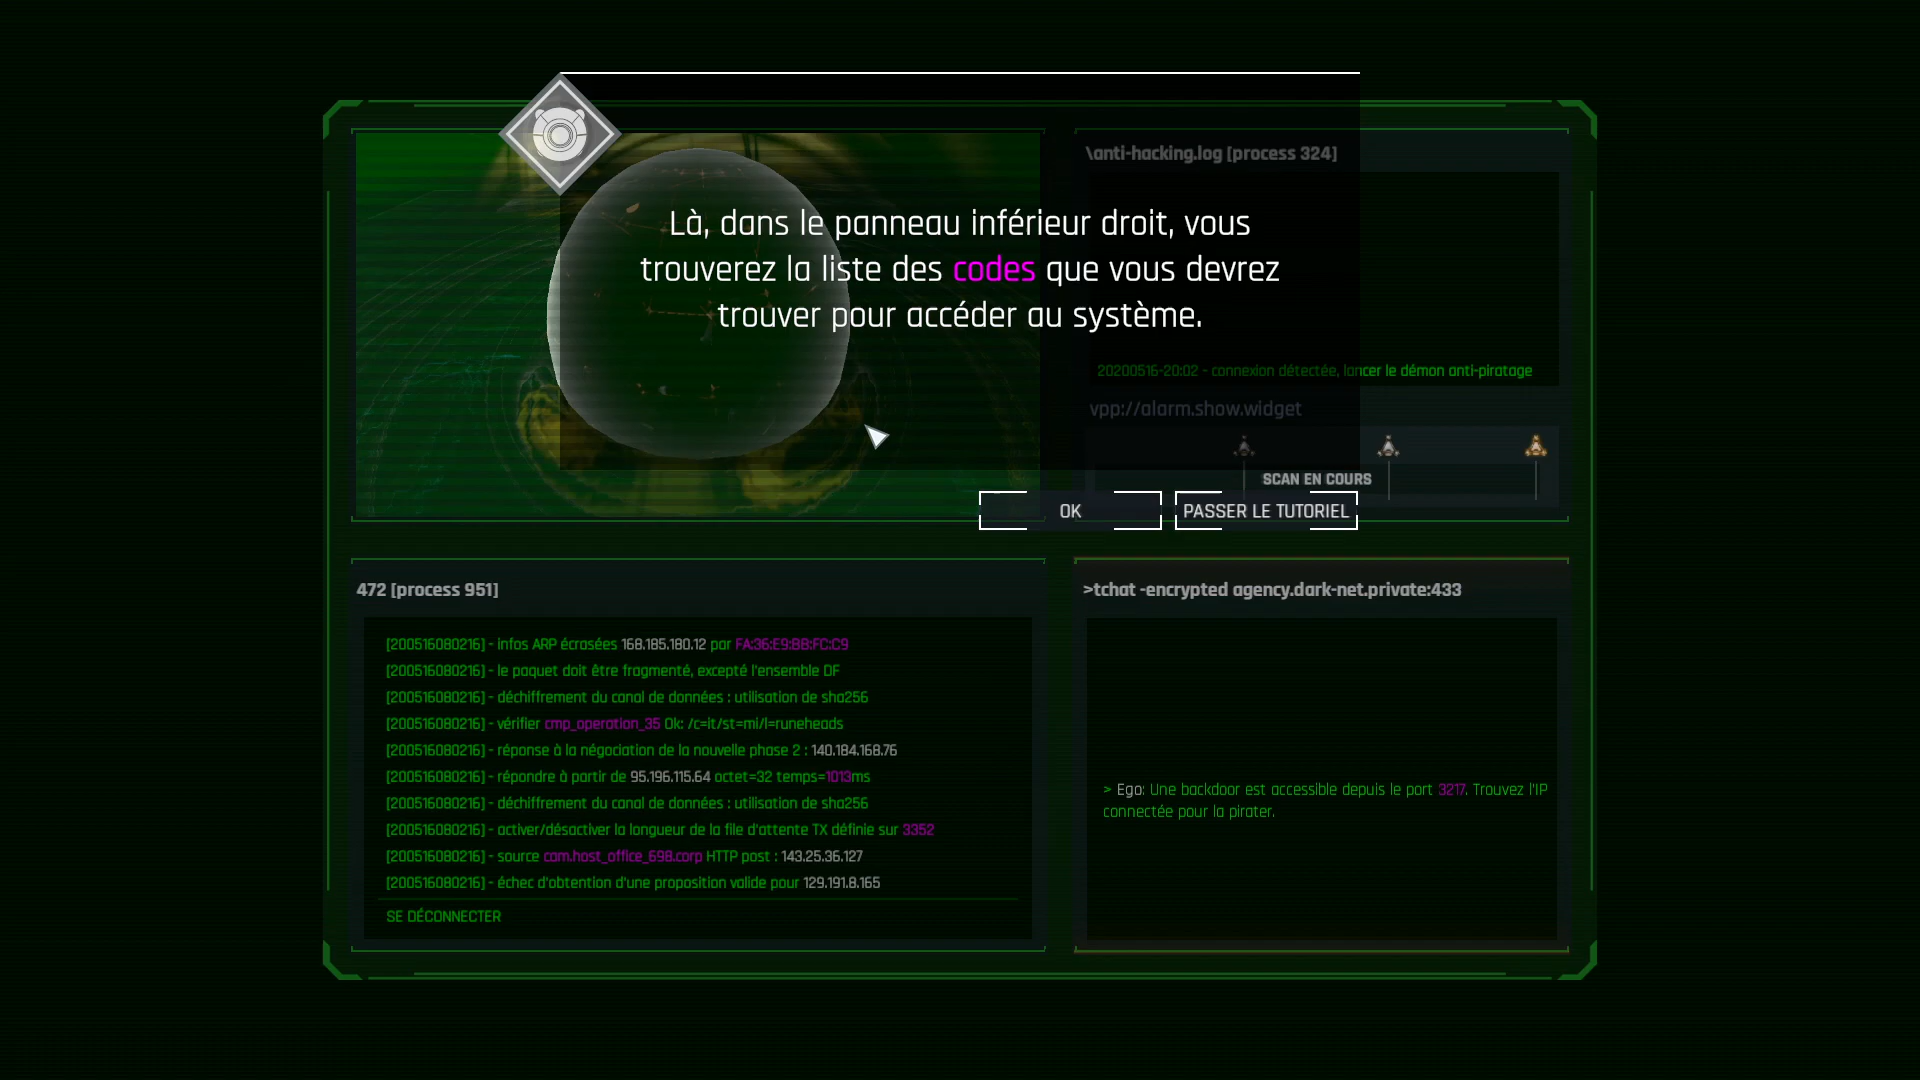 Là, dans le panneau inférieur droit, vous
trouverez la liste des codes que vous devrez
trouver pour accéder au système.
OK
PASSER LE TUTORIEL
\anti-hacking.log [process 324]
20200516-20:02 - connexion détectée, lancer le démon anti-piratage
vpp://alarm.show.widget
SCAN EN COURS
472 [process 951]
[200516080216] - infos ARP écrasées 168.185.180.12 par FA:36:E9:BB:FC:C9
[200516080216] - le paquet doit être fragmenté, excepté l'ensemble DF
[200516080216] - déchiffrement du canal de données : utilisation de sha256
[200516080216] - vérifier cmp_operation_35 Ok: /c=it/st=mi/l=runeheads
[200516080216] - réponse à la négociation de la nouvelle phase 2 : 140.184.168.76
[200516080216] - répondre à partir de 95.196.115.64 octet=32 temps=1013ms
[200516080216] - déchiffrement du canal de données : utilisation de sha256
[200516080216] - activer/désactiver la longueur de la file d'attente TX définie sur 3352
[200516080216] - source com.host_office_698.corp HTTP post : 143.25.36.127
[200516080216] - échec d'obtention d'une proposition valide pour 129.191.8.165
SE DÉCONNECTER
>tchat -encrypted agency.dark-net.private:433
> Ego: Une backdoor est accessible depuis le port 3217. Trouvez l'IP
connectée pour la pirater.